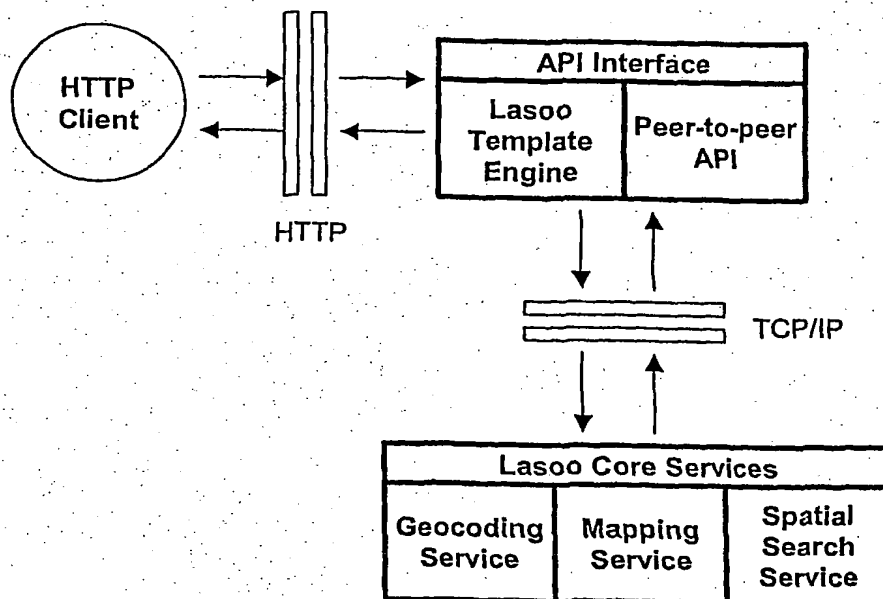 HTTP
Client
HTTP
API Interface
Lasoo
Template
Engine
Peer-to-peer
API
TCP/IP
Lasoo Core Services
Geocoding
Service
Mapping
Service
Spatial
Search
Service